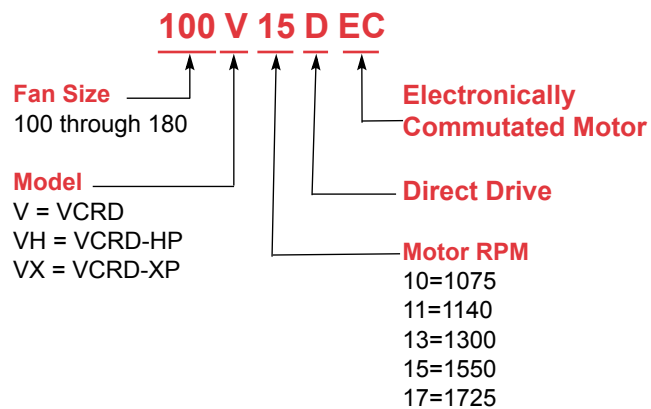 100 V 15 D EC
Fan Size
100 through 180
Model
V = VCRD
VH = VCRD-HP
VX = VCRD-XP
Electronically
Commutated Motor
Direct Drive
Motor RPM
10=1075
11=1140
13=1300
15=1550
17=1725